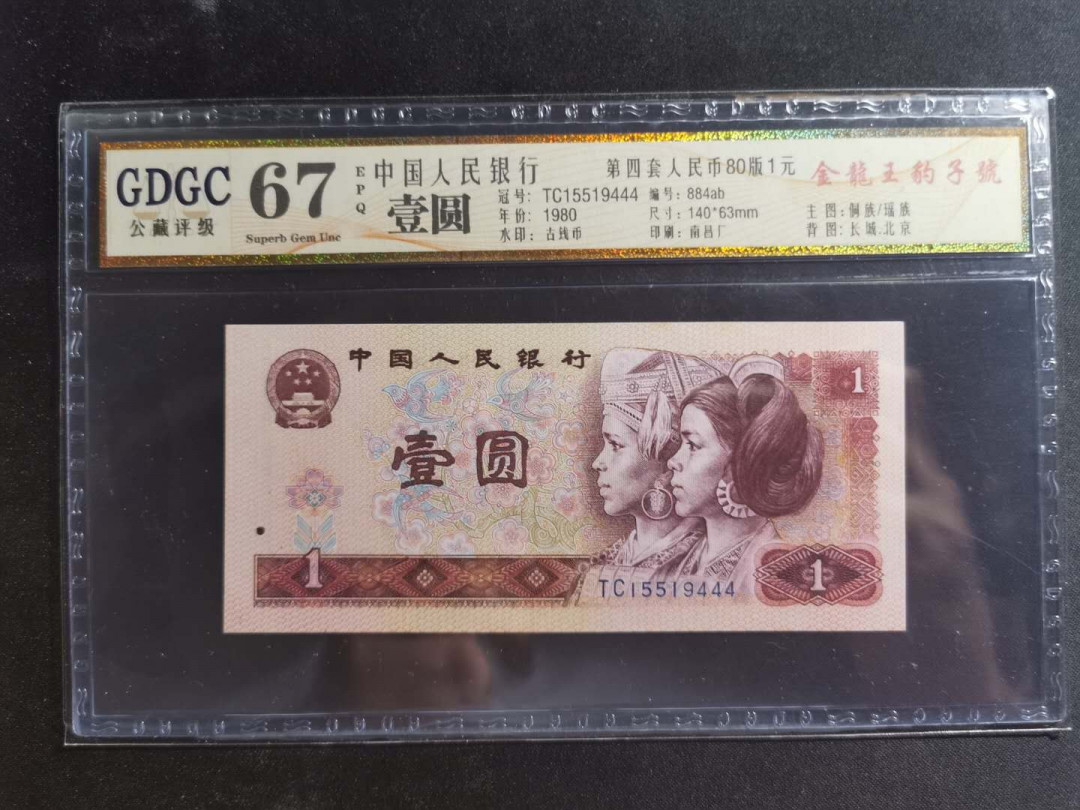 GDGC
公藏评级
67
EPQ
Superb Gem Unc
中国人民银行
壹圆
第四套人民币80版1元
冠号: TC15519444 编号: 884ab
年份: 1980 尺寸: 140*63mm
水印: 古钱币 印刷: 南昌厂
金龍王豹子號
主图: 侗族/瑶族
背图: 长城.北京
中国人民银行
1
壹圆
1
TC15519444
1